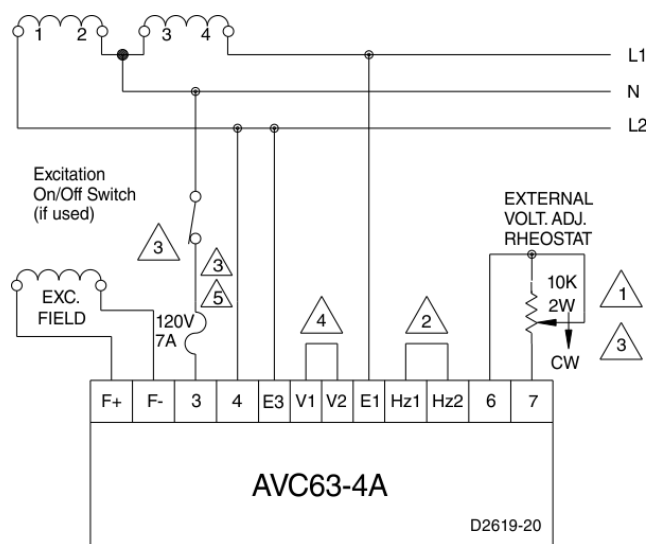 1 2 3 4
L1
N
L2
Excitation
On/Off Switch
(if used)
EXTERNAL
VOLT. ADJ.
RHEOSTAT
3
3
5
EXC.
FIELD
120V
7A
4
2
10K
2W
1
3
CW
F+ F- 3 4 E3 V1 V2 E1 Hz1 Hz2 6 7
AVC63-4A
D2619-20